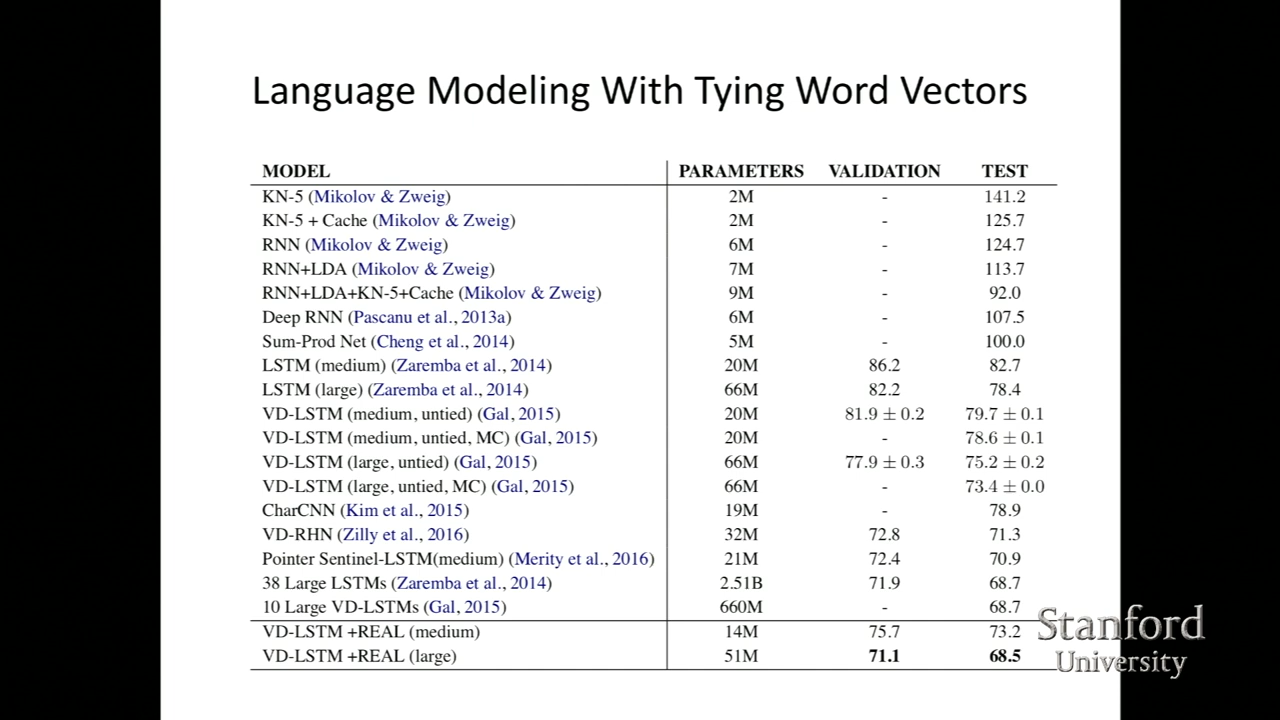 Language Modeling With Tying Word Vectors
MODEL PARAMETERS VALIDATION TEST
KN-5 (Mikolov & Zweig) 2M - 141.2
KN-5 + Cache (Mikolov & Zweig) 2M - 125.7
RNN (Mikolov & Zweig) 6M - 124.7
RNN+LDA (Mikolov & Zweig) 7M - 113.7
RNN+LDA+KN-5+Cache (Mikolov & Zweig) 9M - 92.0
Deep RNN (Pascanu et al., 2013a) 6M - 107.5
Sum-Prod Net (Cheng et al., 2014) 5M - 100.0
LSTM (medium) (Zaremba et al., 2014) 20M 86.2 82.7
LSTM (large) (Zaremba et al., 2014) 66M 82.2 78.4
VD-LSTM (medium, untied) (Gal, 2015) 20M 81.9 ± 0.2 79.7 ± 0.1
VD-LSTM (medium, untied, MC) (Gal, 2015) 20M - 78.6 ± 0.1
VD-LSTM (large, untied) (Gal, 2015) 66M 77.9 ± 0.3 75.2 ± 0.2
VD-LSTM (large, untied, MC) (Gal, 2015) 66M - 73.4 ± 0.0
CharCNN (Kim et al., 2015) 19M - 78.9
VD-RHN (Zilly et al., 2016) 32M 72.8 71.3
Pointer Sentinel-LSTM(medium) (Merity et al., 2016) 21M 72.4 70.9
38 Large LSTMs (Zaremba et al., 2014) 2.51B 71.9 68.7
10 Large VD-LSTMs (Gal, 2015) 660M - 68.7
VD-LSTM +REAL (medium) 14M 75.7 73.2
VD-LSTM +REAL (large) 51M 71.1 68.5
Stanford
University